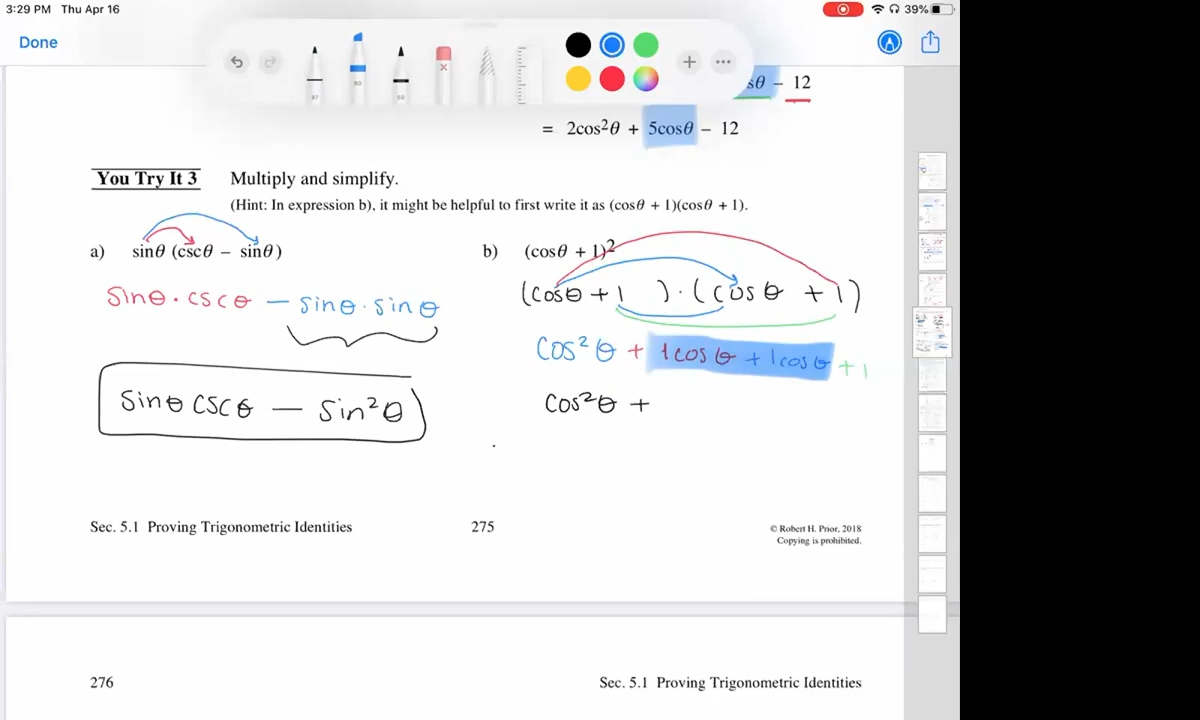 3:29 PM Thu Apr 16
39%
Done
sθ − 12
= 2cos²θ + 5cosθ − 12
You Try It 3 Multiply and simplify.
(Hint: In expression b), it might be helpful to first write it as (cosθ + 1)(cosθ + 1).
a) sinθ (cscθ − sinθ)
sinθ · cscθ − sinθ · sinθ
sinθ cscθ − sin²θ
b) (cosθ + 1)²
(cosθ + 1 ) · (cosθ + 1)
cos²θ + 1cosθ + 1cosθ + 1
cos²θ +
Sec. 5.1 Proving Trigonometric Identities
275
© Robert H. Prior, 2018
Copying is prohibited.
276
Sec. 5.1 Proving Trigonometric Identities